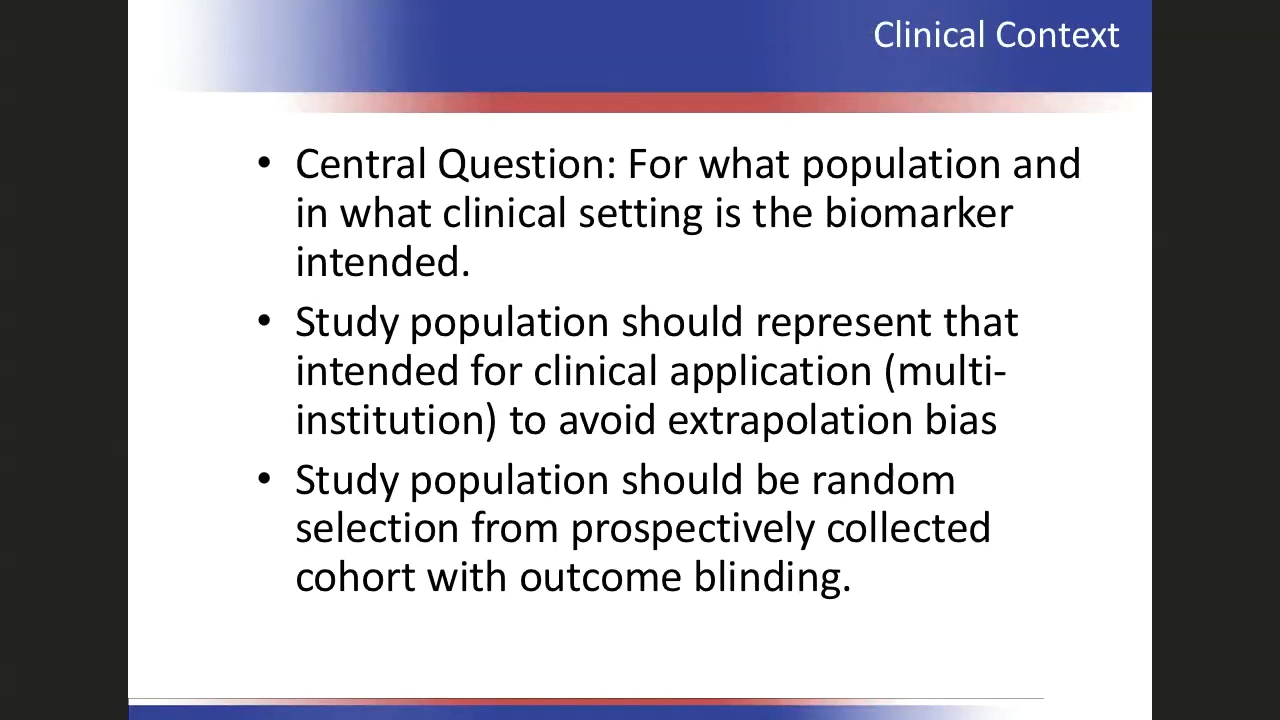 Clinical Context
• Central Question: For what population and
in what clinical setting is the biomarker
intended.
• Study population should represent that
intended for clinical application (multi-
institution) to avoid extrapolation bias
• Study population should be random
selection from prospectively collected
cohort with outcome blinding.